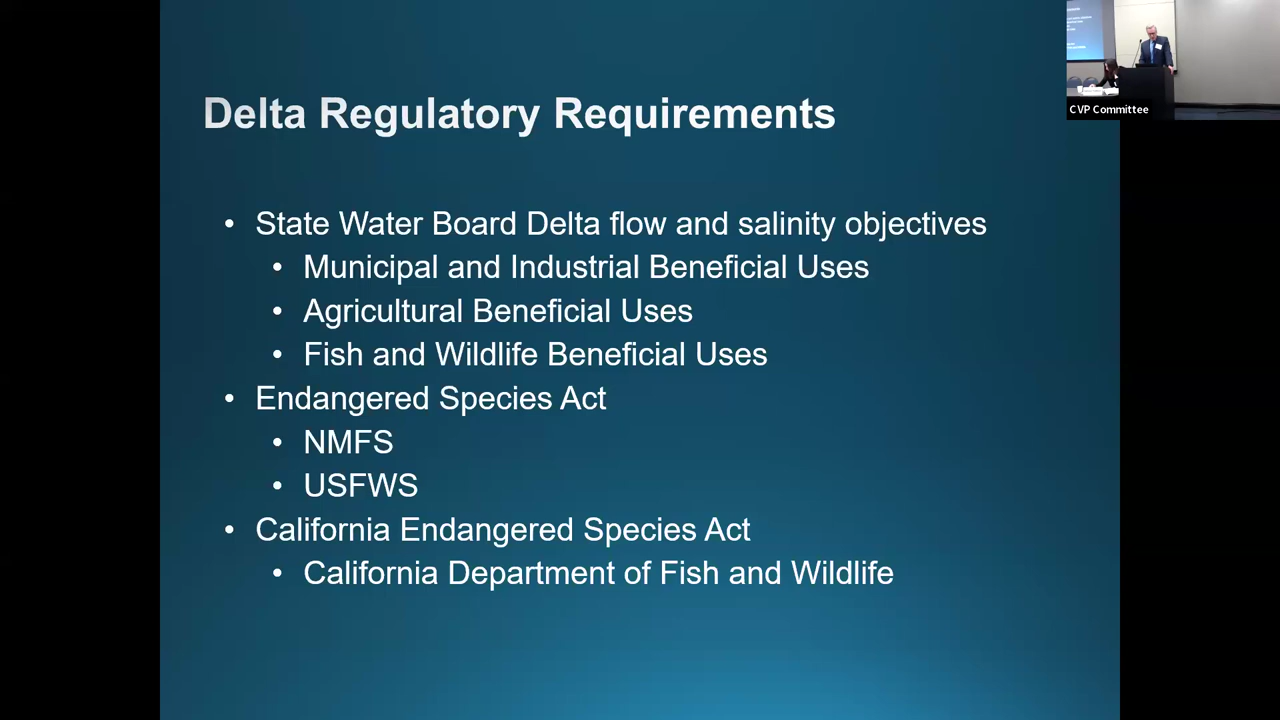 Delta Regulatory Requirements
• State Water Board Delta flow and salinity objectives
• Municipal and Industrial Beneficial Uses
• Agricultural Beneficial Uses
• Fish and Wildlife Beneficial Uses
• Endangered Species Act
• NMFS
• USFWS
• California Endangered Species Act
• California Department of Fish and Wildlife
CVP Committee